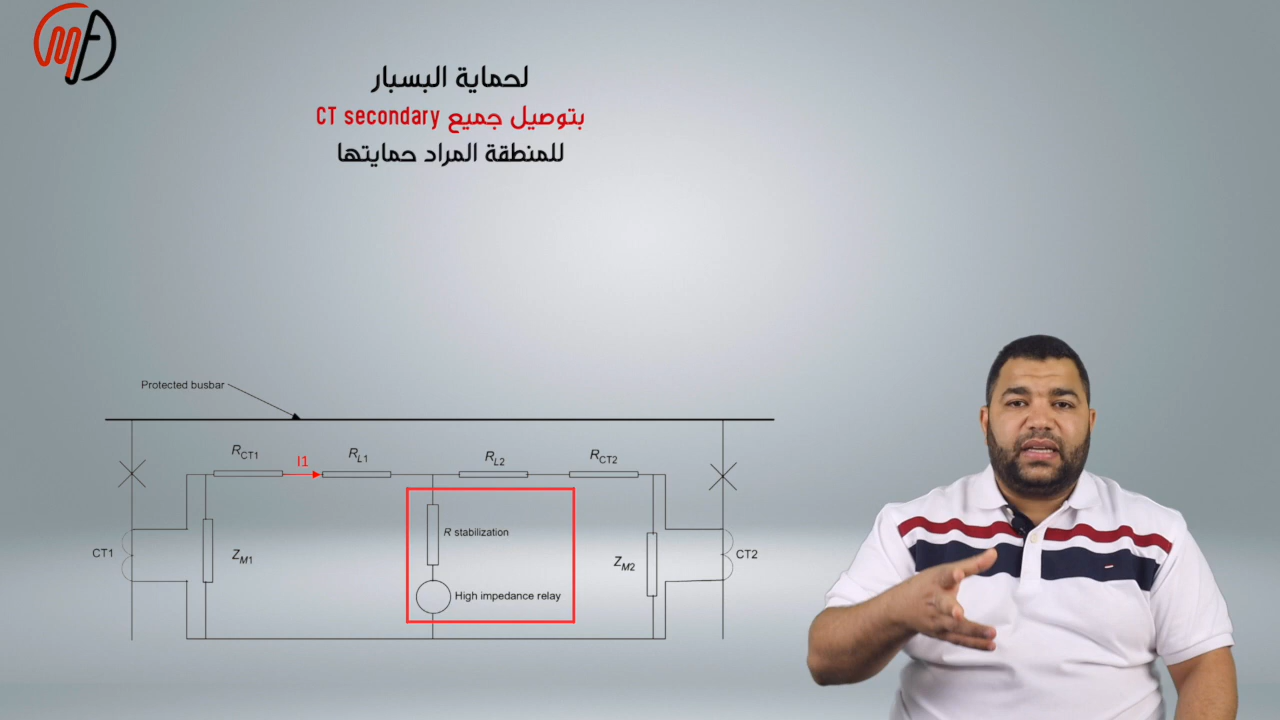 لحماية البسبار
بتوصيل جميع CT secondary
للمنطقة المراد حمايتها
Protected busbar
RCT1
I1
RL1
RL2
RCT2
R stabilization
CT1
ZM1
ZM2
CT2
High impedance relay